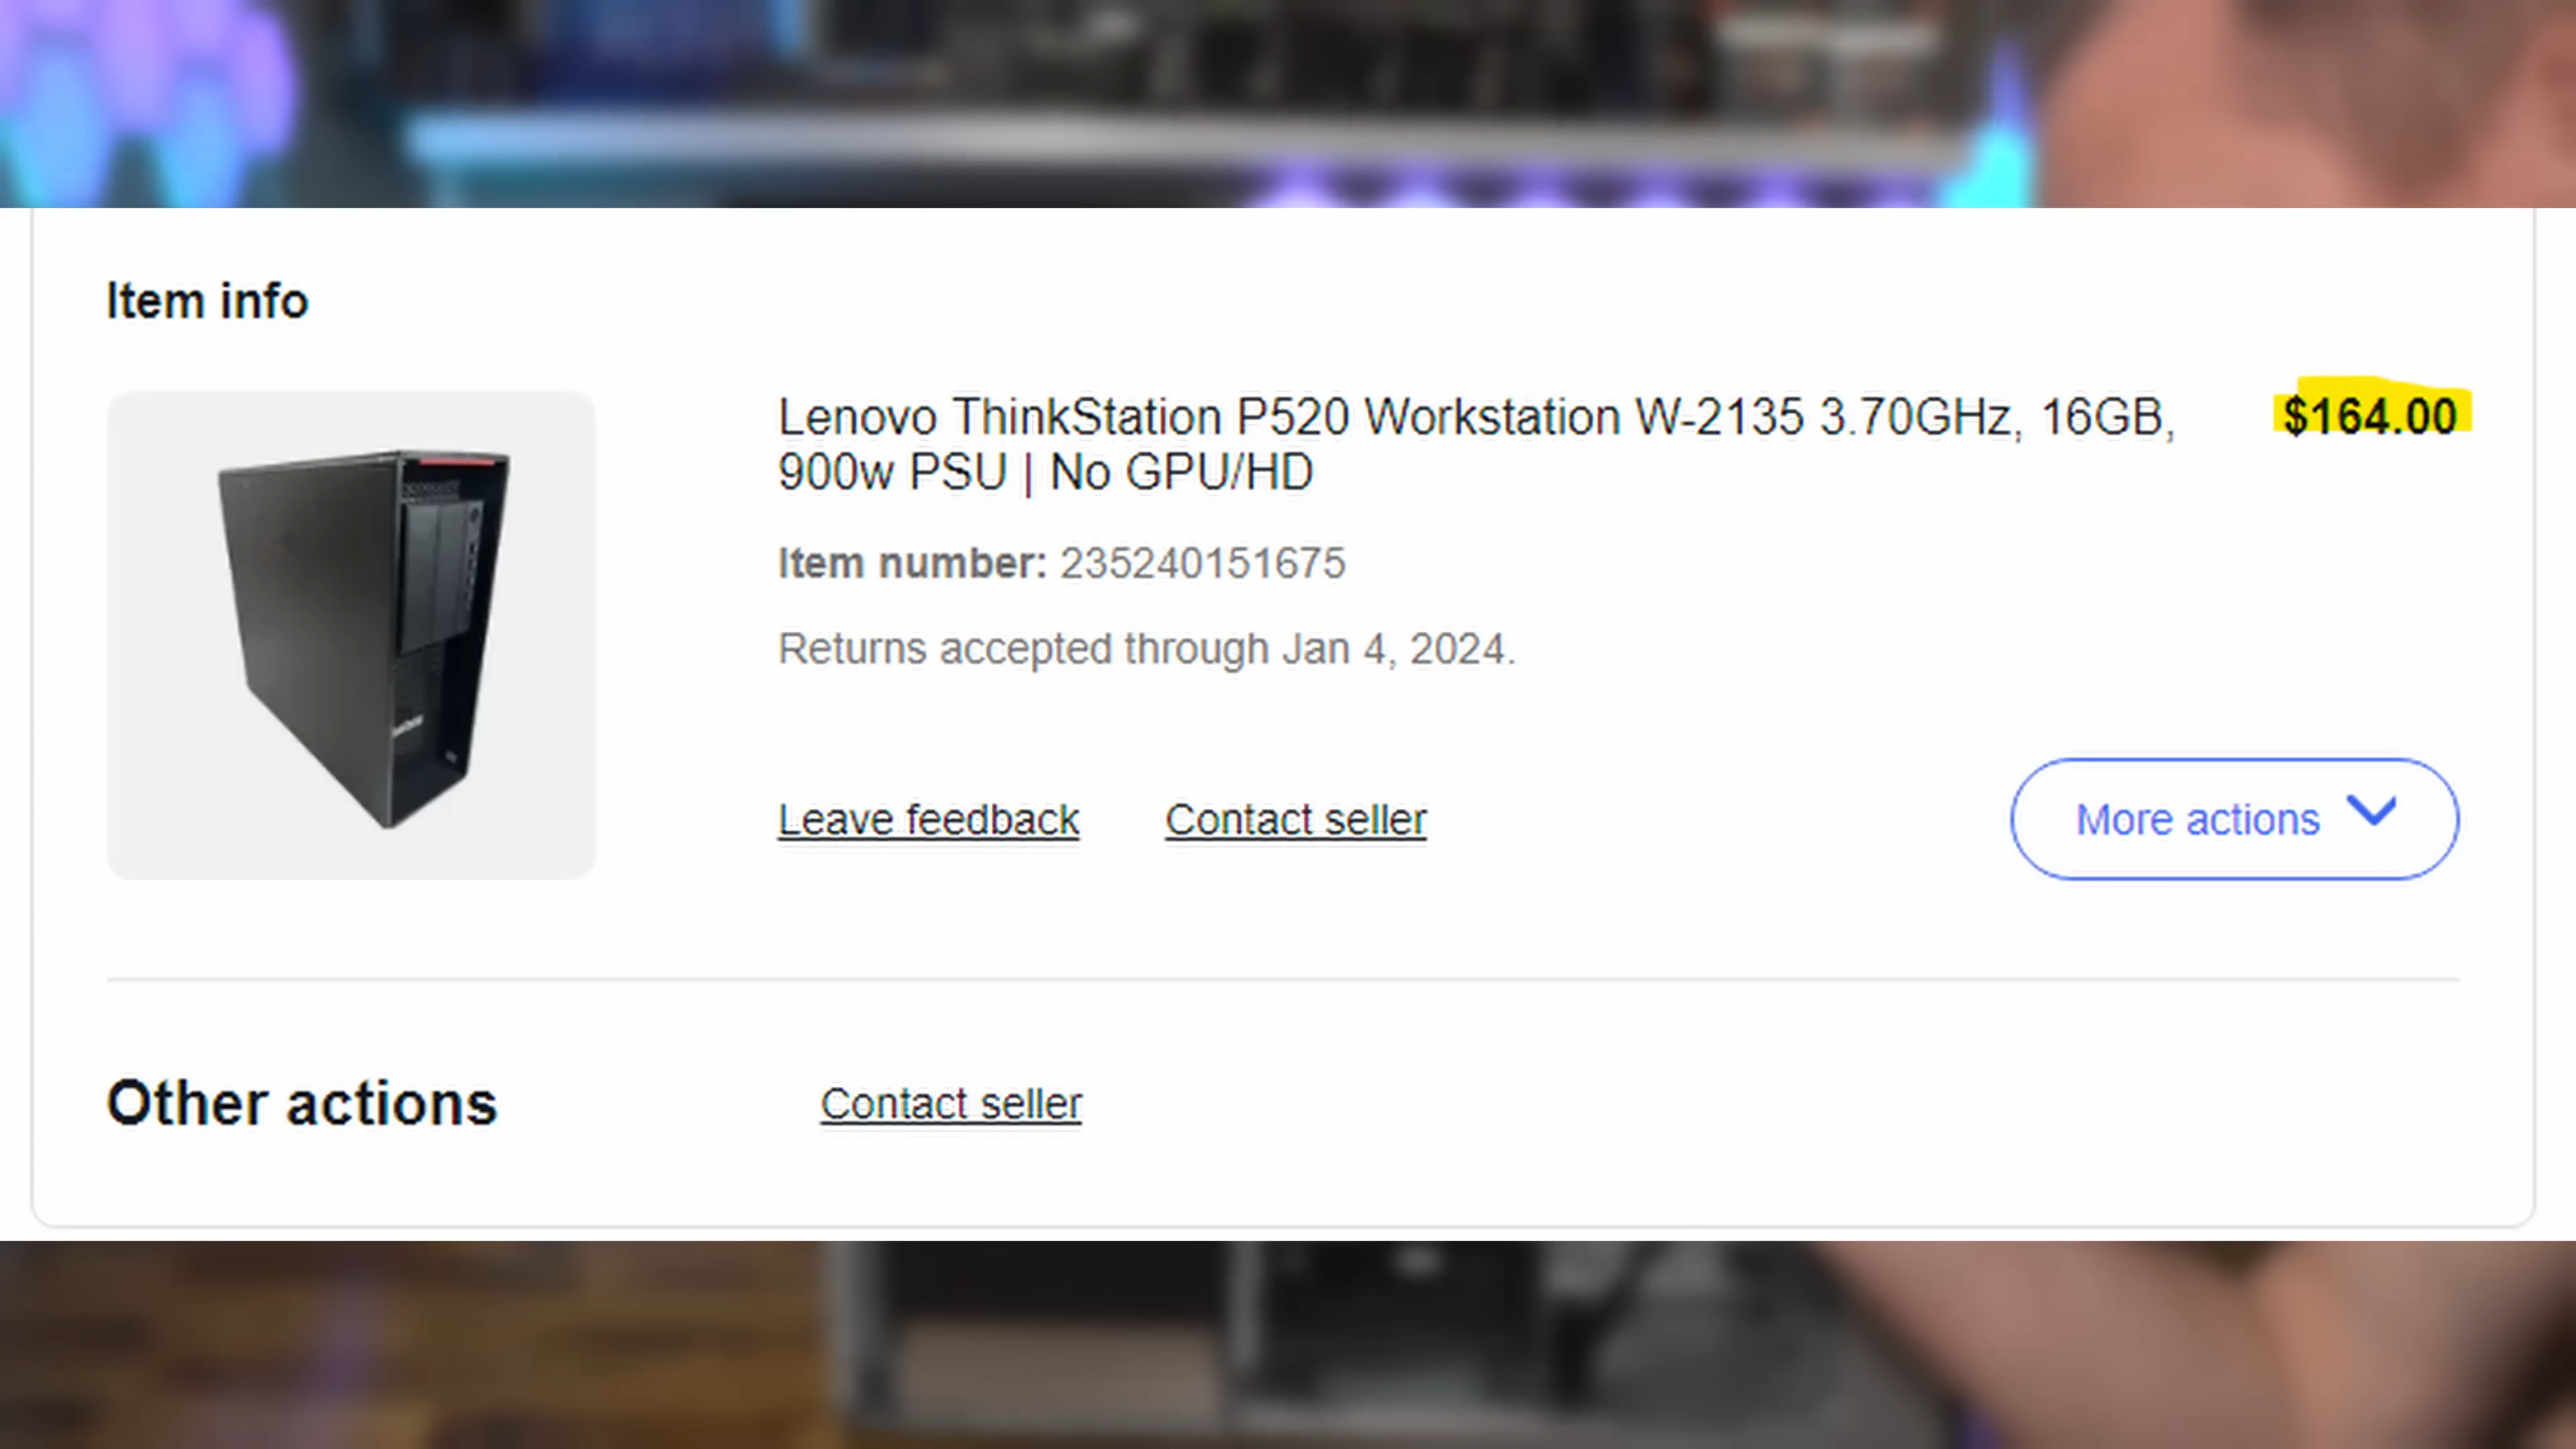 Item info
Lenovo ThinkStation P520 Workstation W-2135 3.70GHz, 16GB,
900w PSU | No GPU/HD
$164.00
Item number: 235240151675
Returns accepted through Jan 4, 2024.
Leave feedback
Contact seller
More actions
Other actions
Contact seller